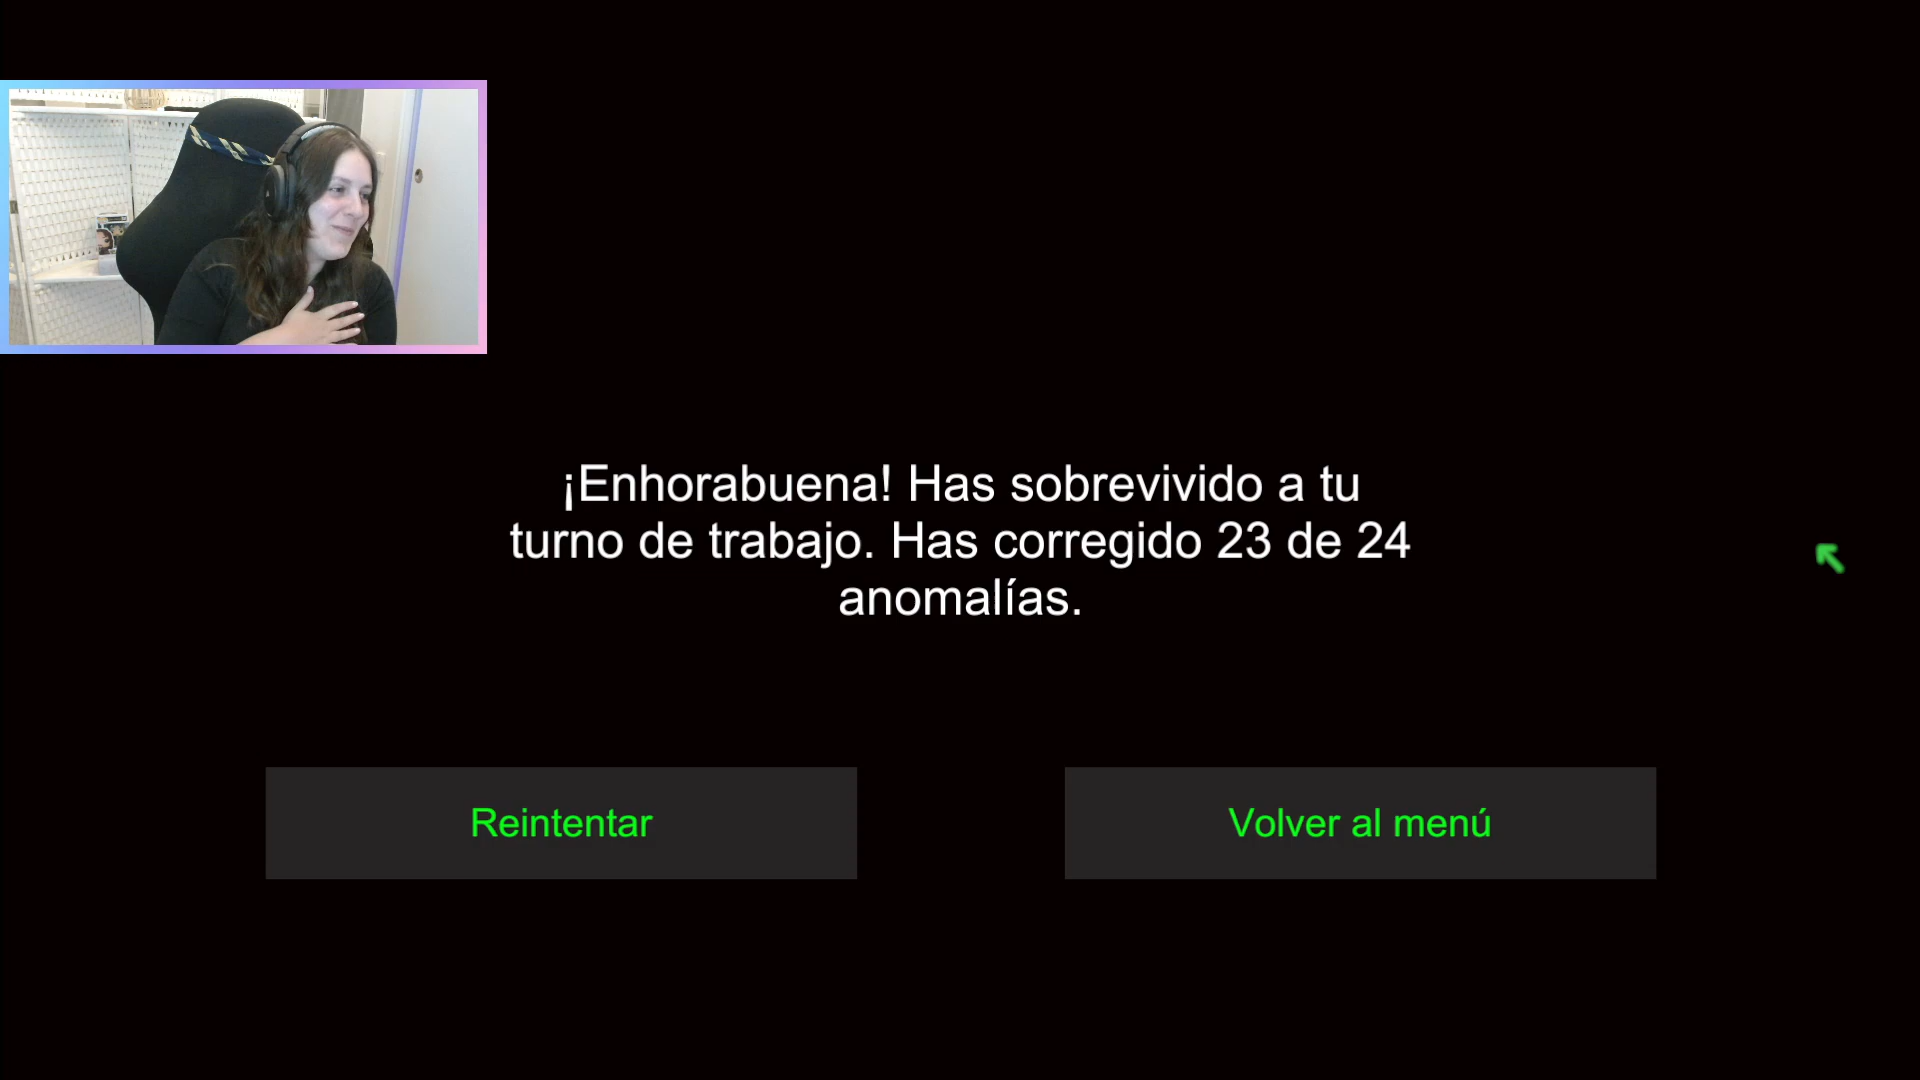 ¡Enhorabuena! Has sobrevivido a tu
turno de trabajo. Has corregido 23 de 24
anomalías.
Reintentar
Volver al menú